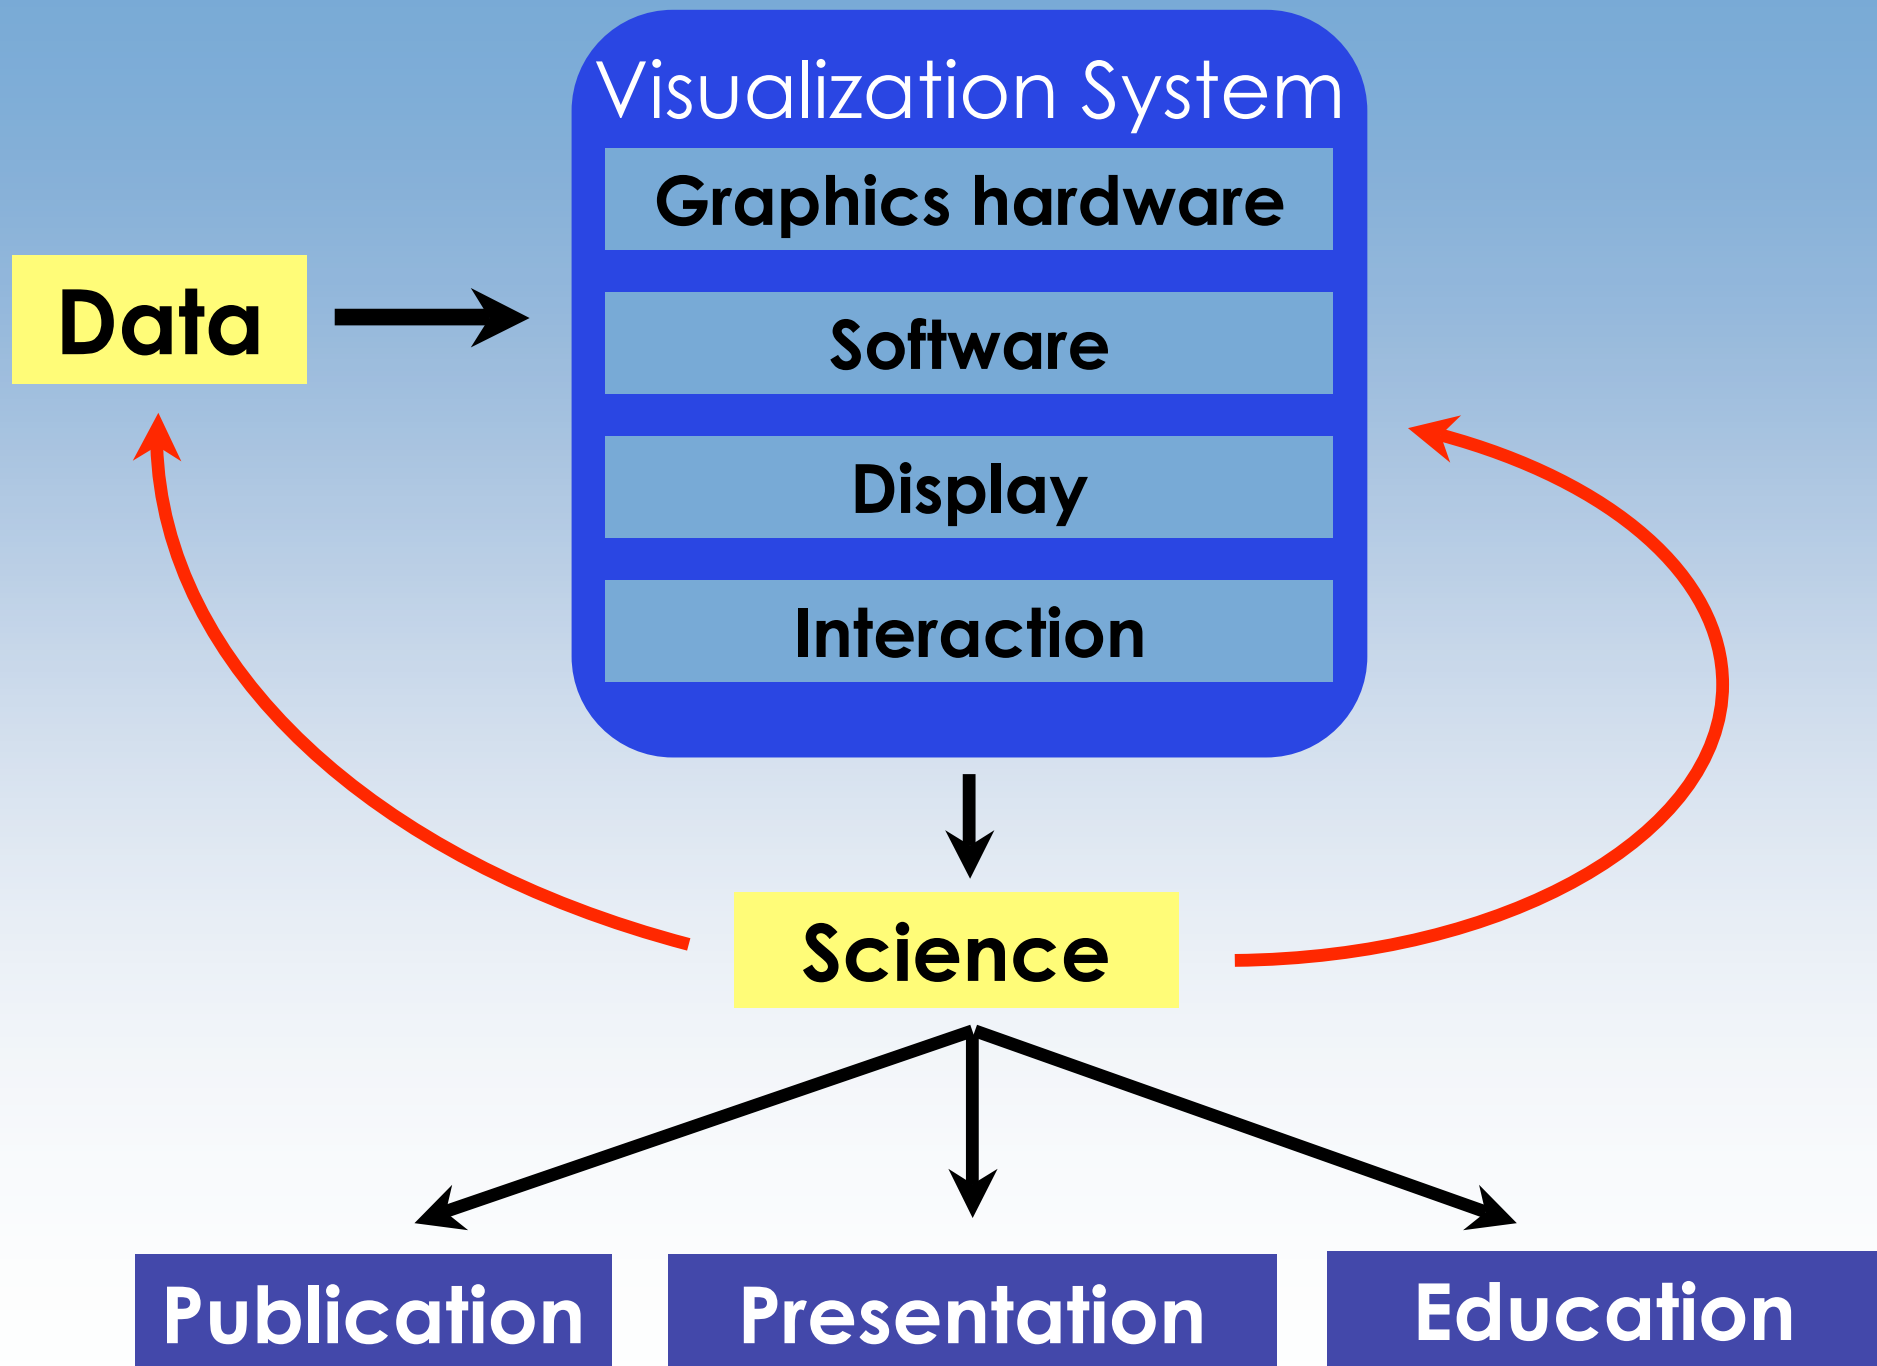 Visualization System
Graphics hardware
Data
Software
Display
Interaction
Science
Publication
Presentation
Education